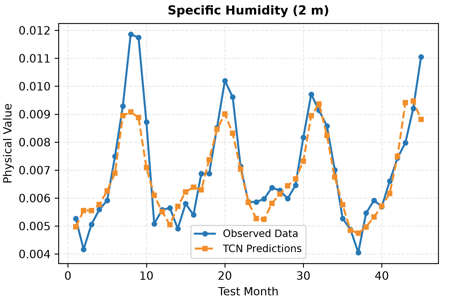 Specific Humidity (2 m)
0.012
0.011
0.010
0.009
0.008
0.007
0.006
0.005
0.004
Physical Value
Observed Data
TCN Predictions
0 10 20 30 40
Test Month